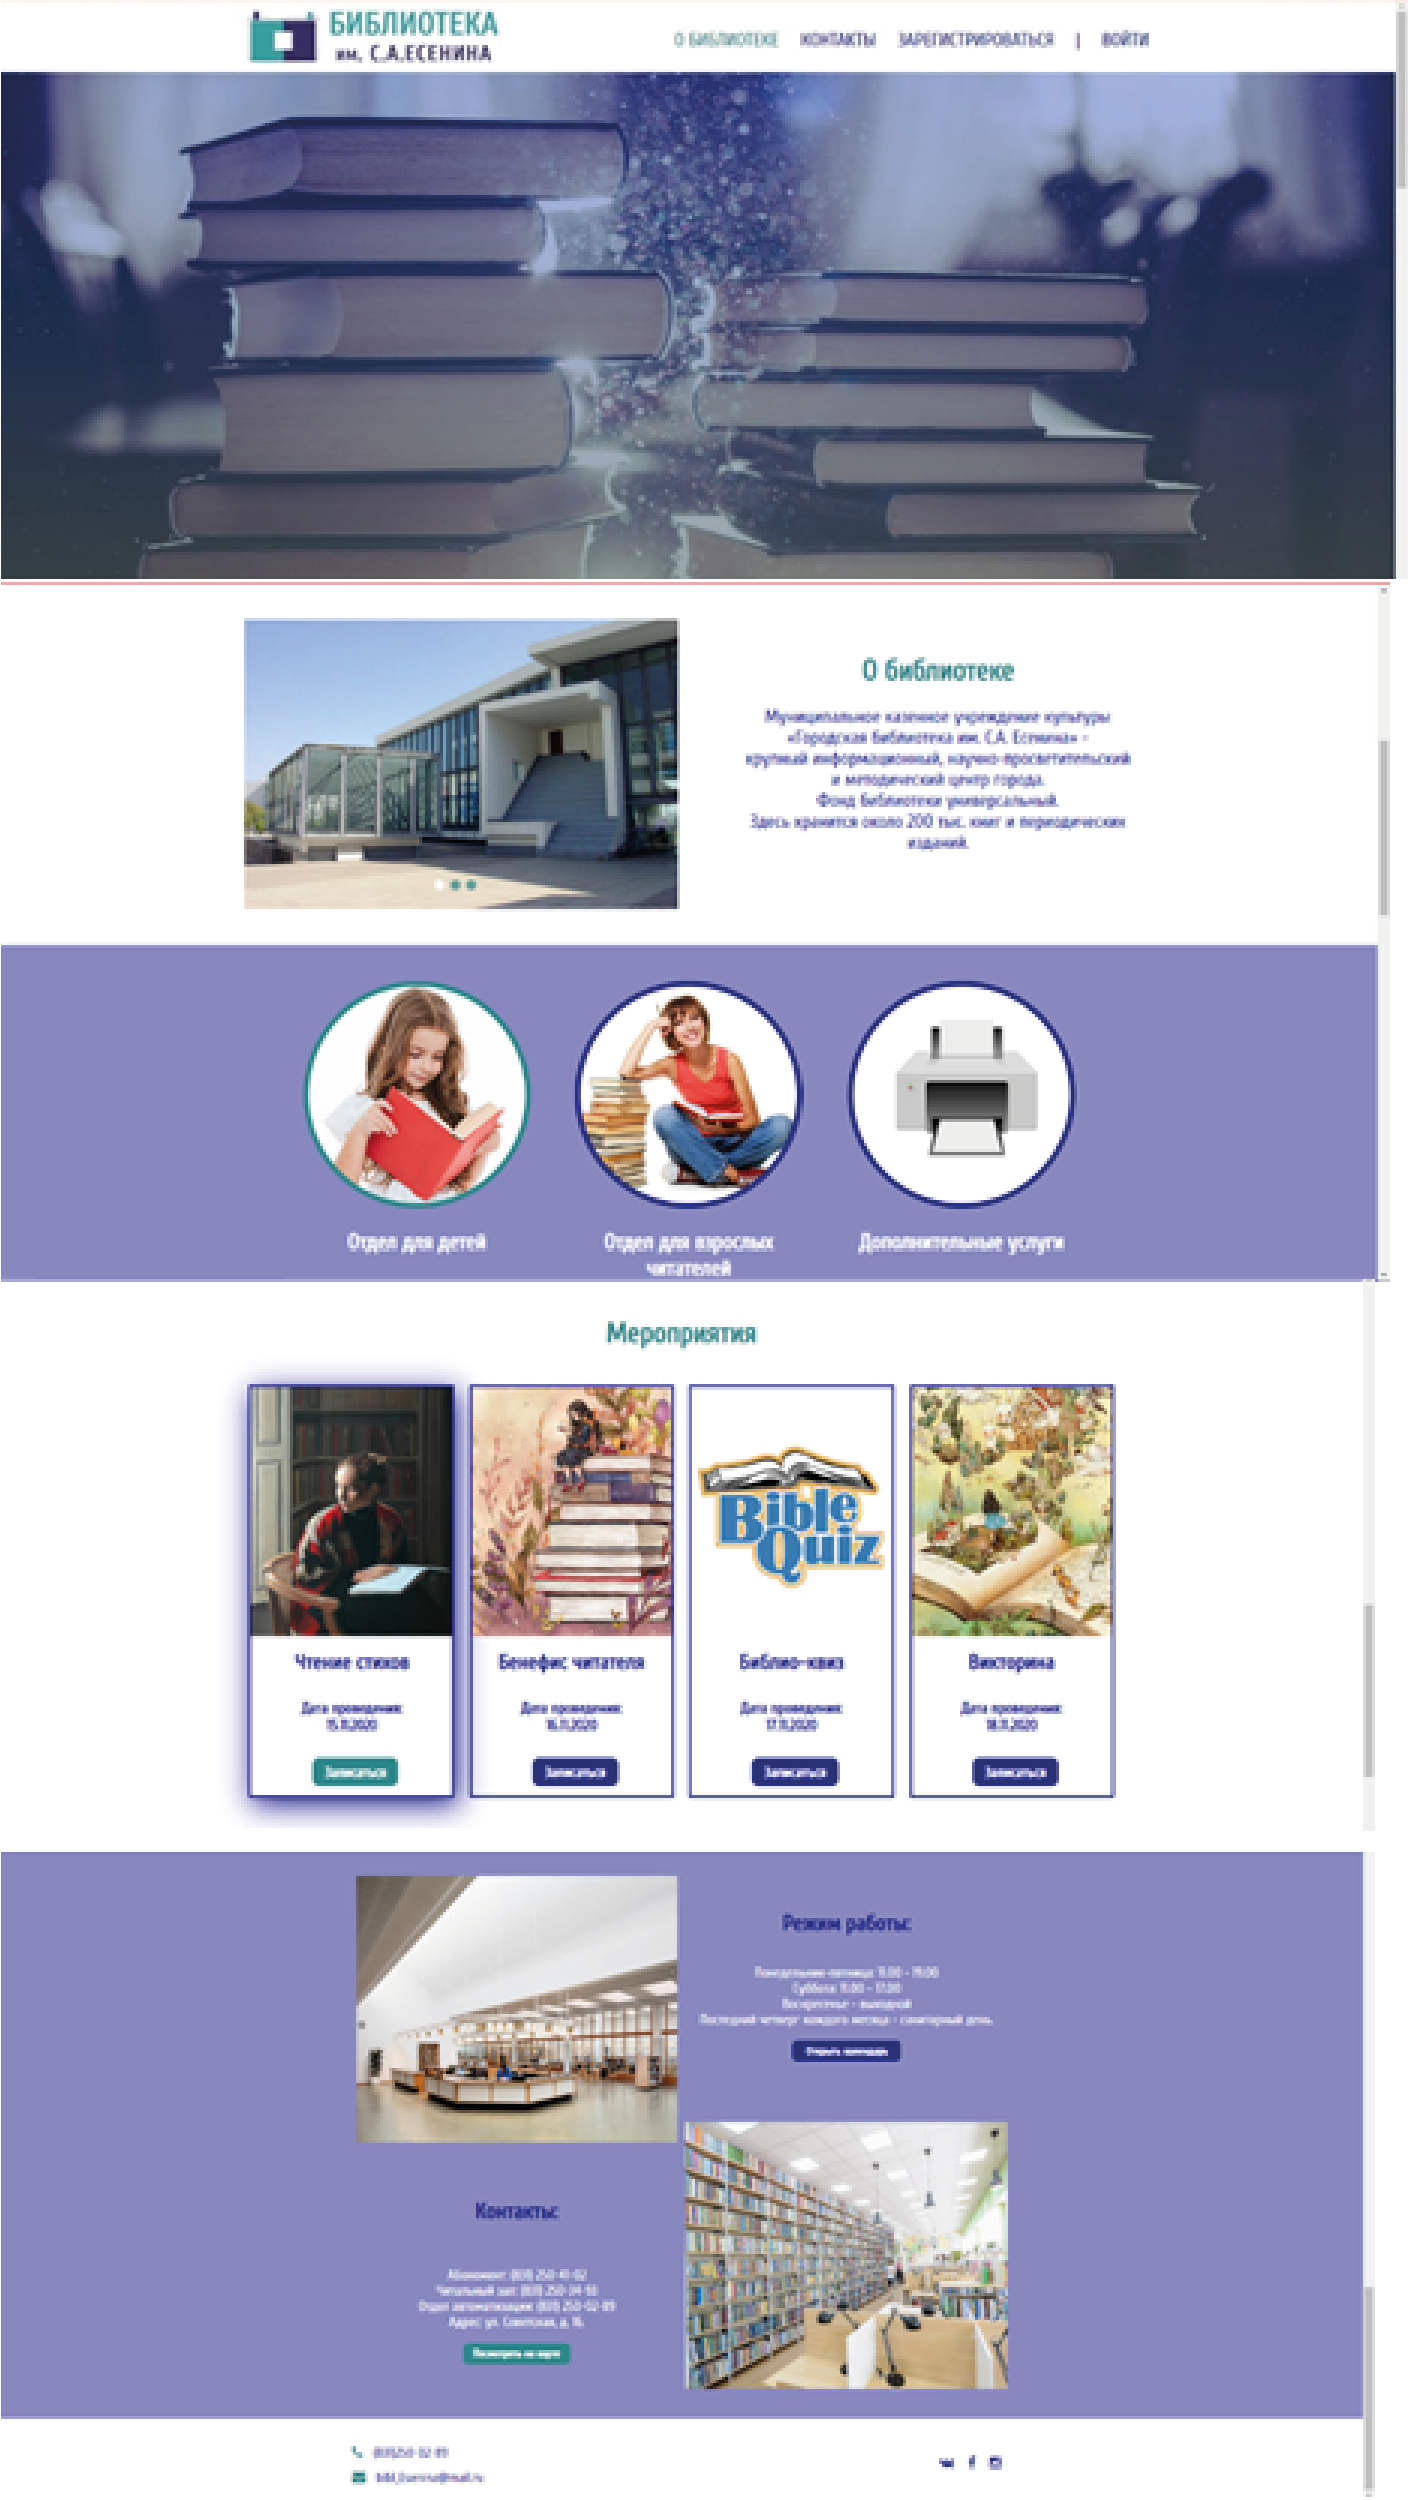 БИБЛИОТЕКА
им. С.А.ЕСЕНИНА
О БИБЛИОТЕКЕ КОНТАКТЫ ЗАРЕГИСТРИРОВАТЬСЯ | ВОЙТИ
О библиотеке
Муниципальное казенное учреждение культуры
«Городская библиотека им. С.А. Есенина» -
крупный информационный, научно-просветительский
и методический центр города.
Фонд библиотеки универсальный.
Здесь хранится около 200 тыс. книг и периодических
изданий.
Отдел для детей
Отдел для взрослых
читателей
Дополнительные услуги
Мероприятия
Bible
Quiz
Чтение стихов
Дата проведения:
15.11.2020
Записаться
Бенефис читателя
Дата проведения:
16.11.2020
Записаться
Библио-квиз
Дата проведения:
17.11.2020
Записаться
Викторина
Дата проведения:
18.11.2020
Записаться
Режим работы:
Понедельник-пятница: 11.00 - 19.00
Суббота: 11.00 - 17.00
Воскресенье - выходной
Последний четверг каждого месяца - санитарный день.
Открыть календарь
Контакты:
Абонемент: (831) 250-41-02
Читальный зал: (831) 250-34-93
Отдел автоматизации: (831) 250-02-89
Адрес: ул. Советская, д. 16.
Посмотреть на карте
(831)250-02-89